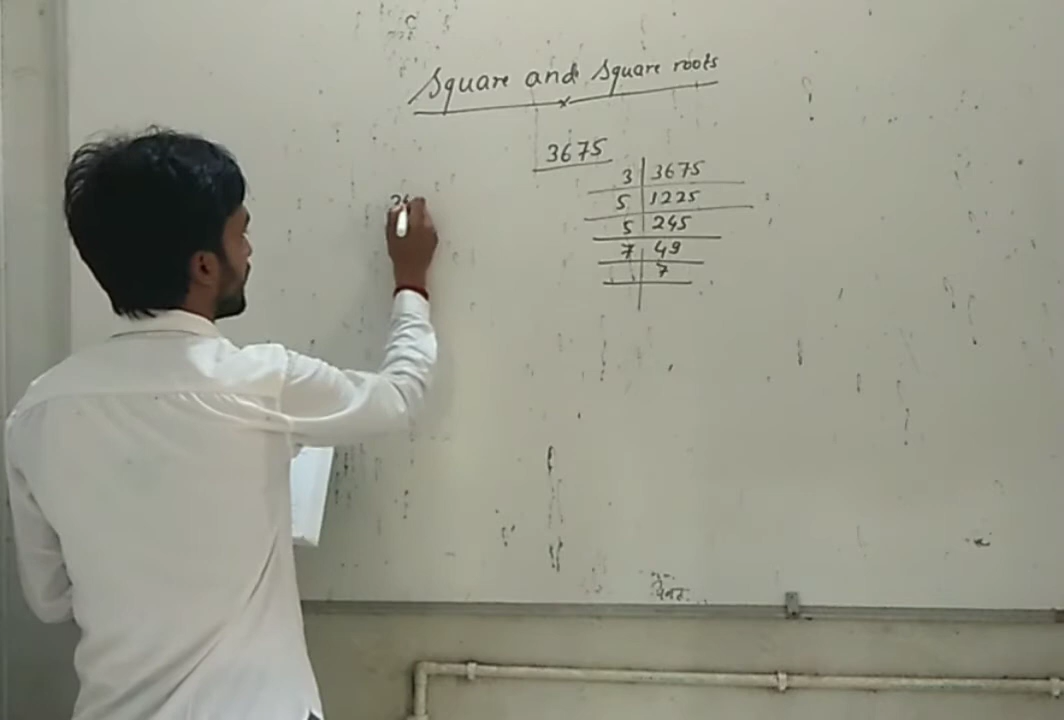 Square and Square roots
3675
3 | 3675
5 | 1225
5 | 245
7 | 49
7